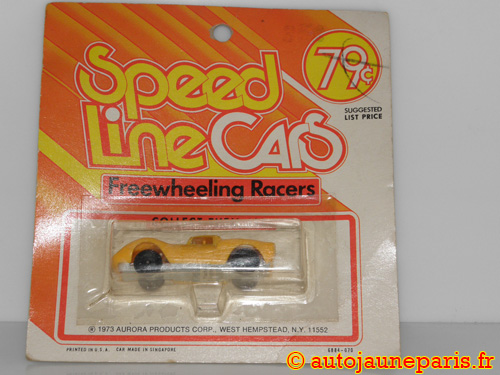 Speed
Line Cars
79¢
SUGGESTED
LIST PRICE
Freewheeling Racers
© 1973 AURORA PRODUCTS CORP., WEST HEMPSTEAD, N.Y. 11552
PRINTED IN U.S.A. CAR MADE IN SINGAPORE
© autojauneparis.fr